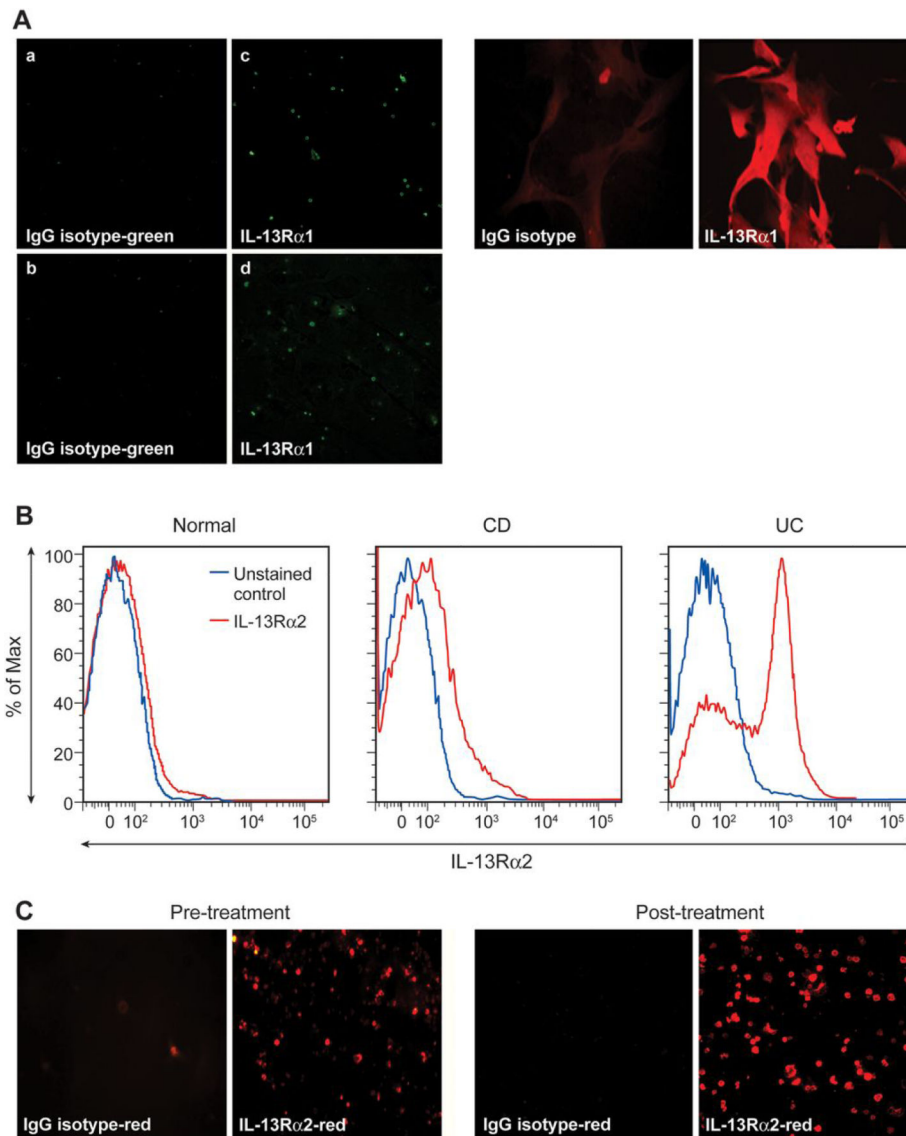 A
a
c
IgG isotype-green
IL-13Rα1
IgG isotype
IL-13Rα1
b
d
IgG isotype-green
IL-13Rα1
B
Normal
CD
UC
% of Max
100
80
60
40
20
0
Unstained
control
IL-13Rα2
0 10² 10³ 10⁴ 10⁵
0 10² 10³ 10⁴ 10⁵
0 10² 10³ 10⁴ 10⁵
IL-13Rα2
C
Pre-treatment
Post-treatment
IgG isotype-red
IL-13Rα2-red
IgG isotype-red
IL-13Rα2-red